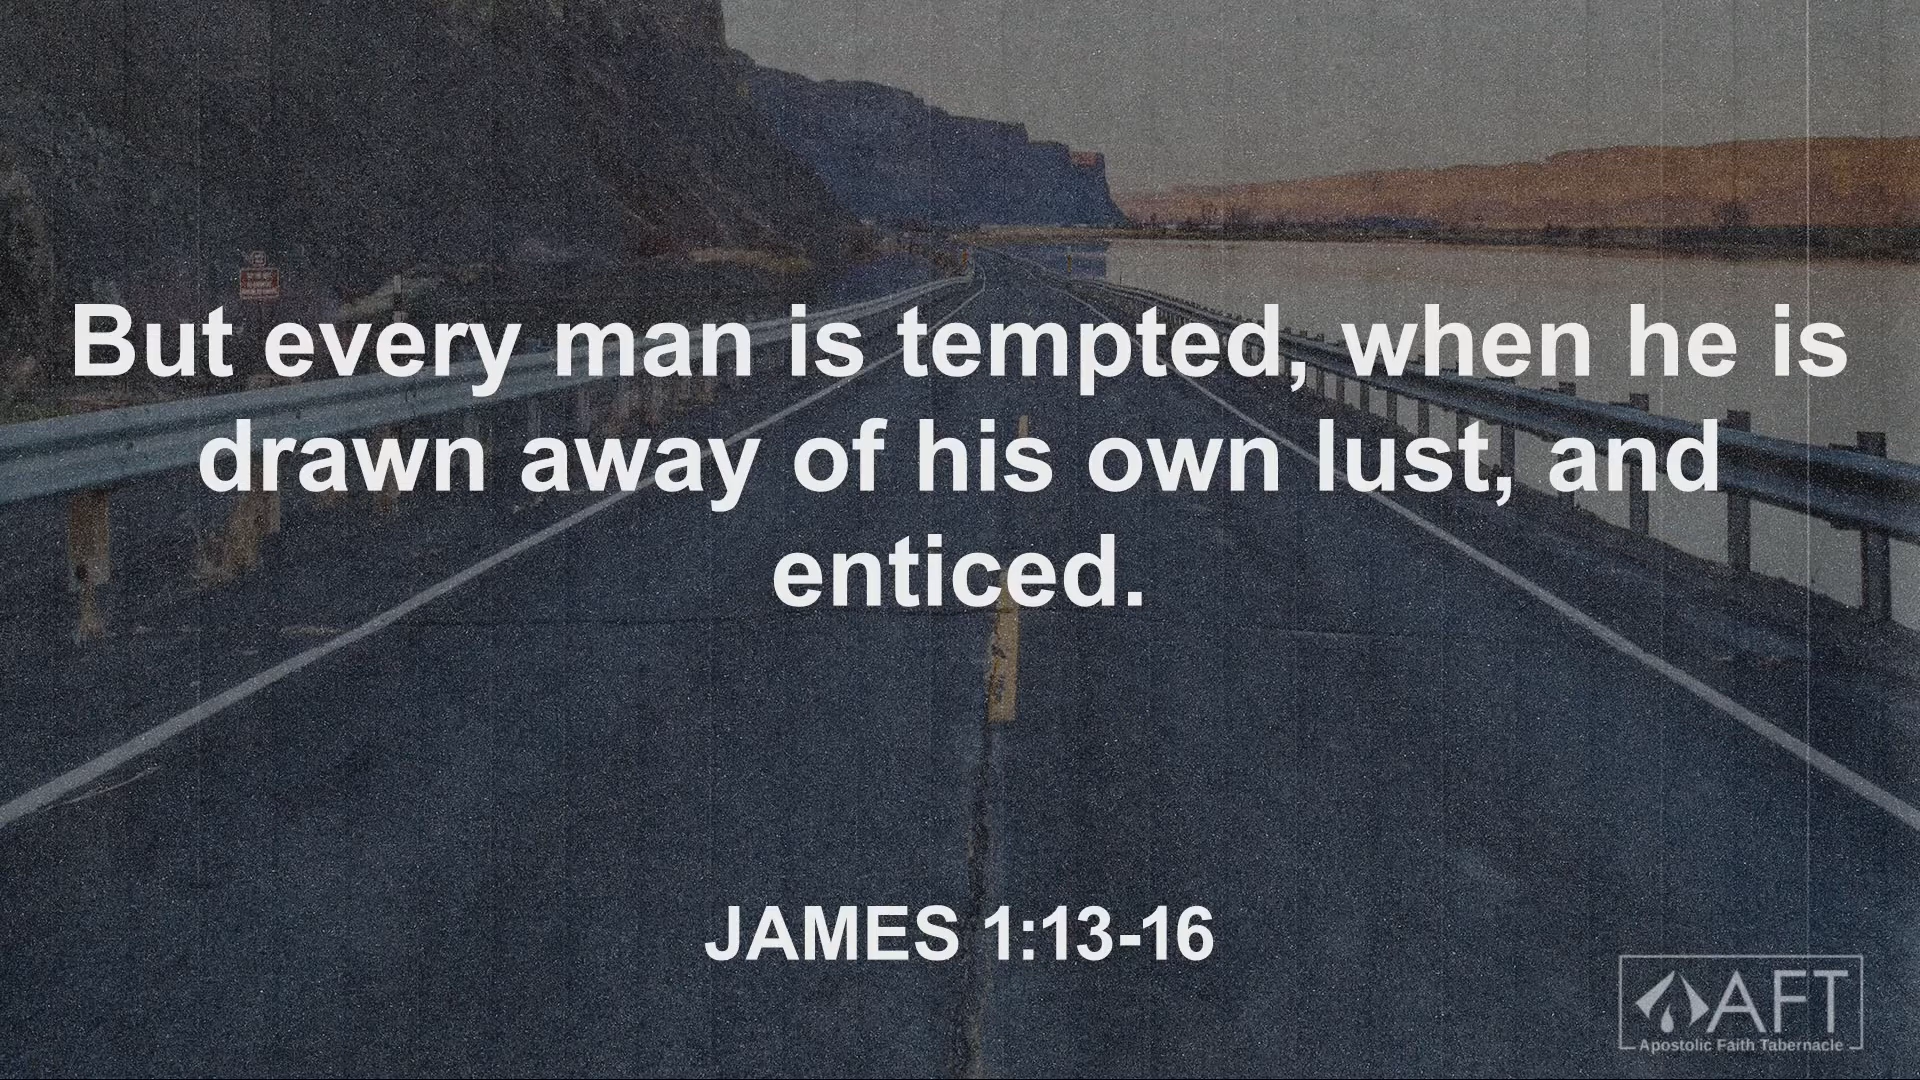 But every man is tempted, when he is
drawn away of his own lust, and
enticed.
JAMES 1:13-16
AFT
Apostolic Faith Tabernacle